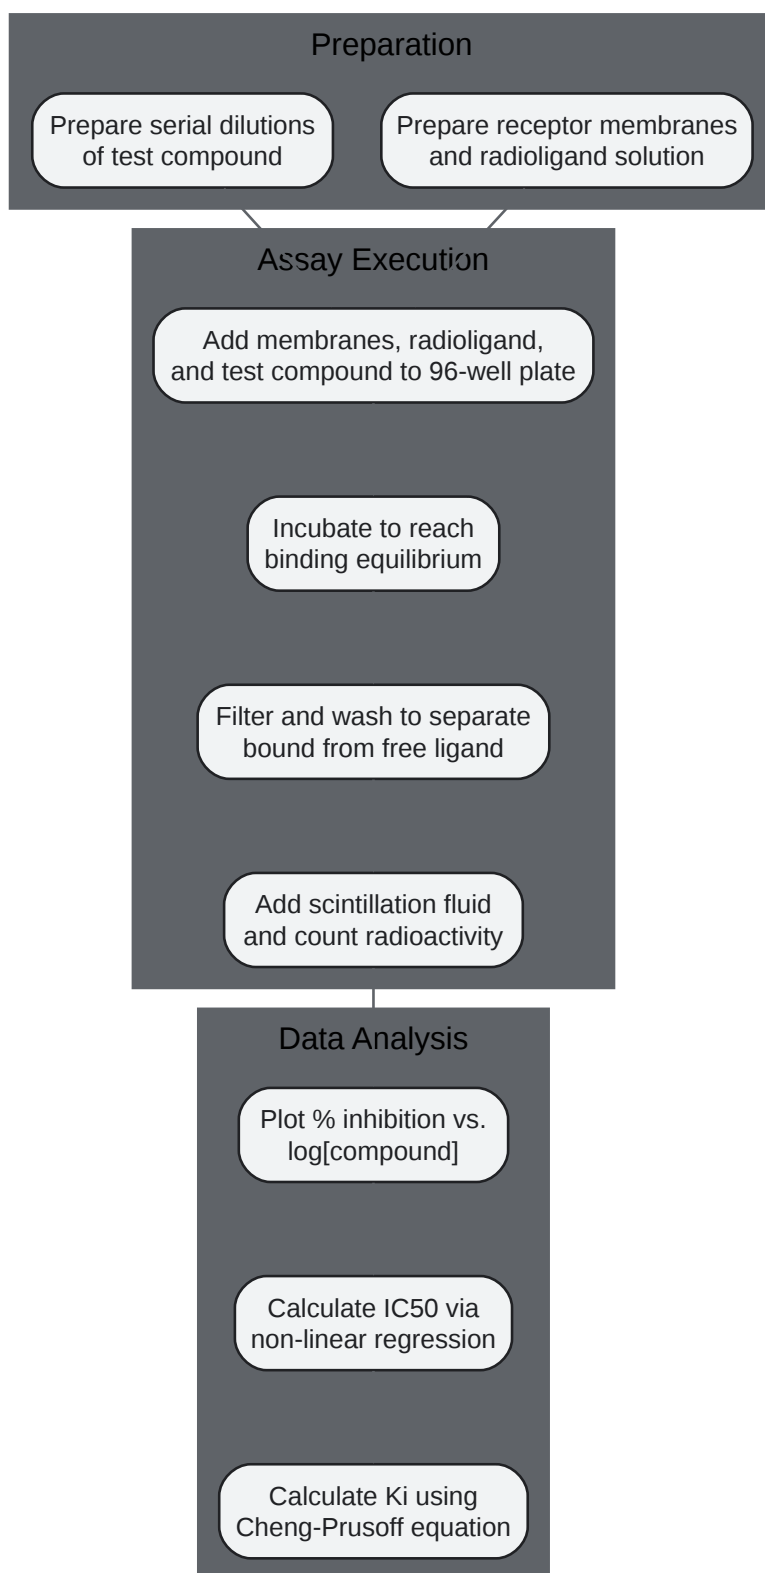 Preparation
Prepare serial dilutions
of test compound
Prepare receptor membranes
and radioligand solution
Assay Execution
Add membranes, radioligand,
and test compound to 96-well plate
Incubate to reach
binding equilibrium
Filter and wash to separate
bound from free ligand
Add scintillation fluid
and count radioactivity
Data Analysis
Plot % inhibition vs.
log[compound]
Calculate IC50 via
non-linear regression
Calculate Ki using
Cheng-Prusoff equation